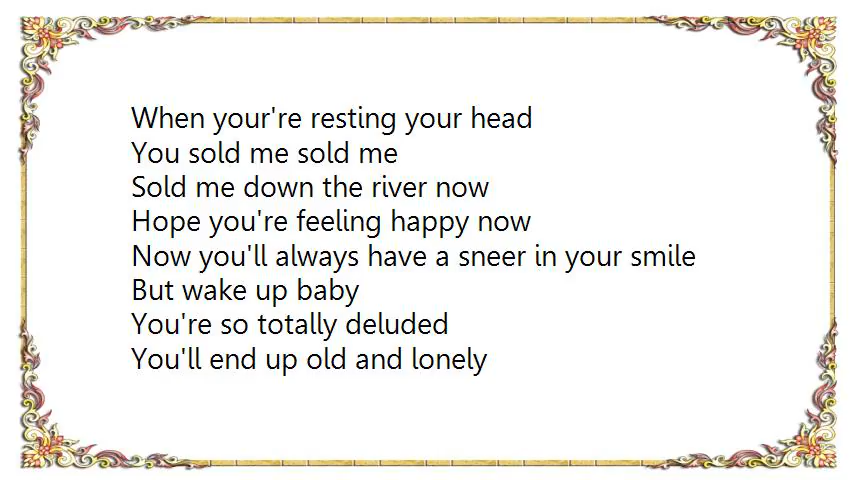 When your're resting your head
You sold me sold me
Sold me down the river now
Hope you're feeling happy now
Now you'll always have a sneer in your smile
But wake up baby
You're so totally deluded
You'll end up old and lonely